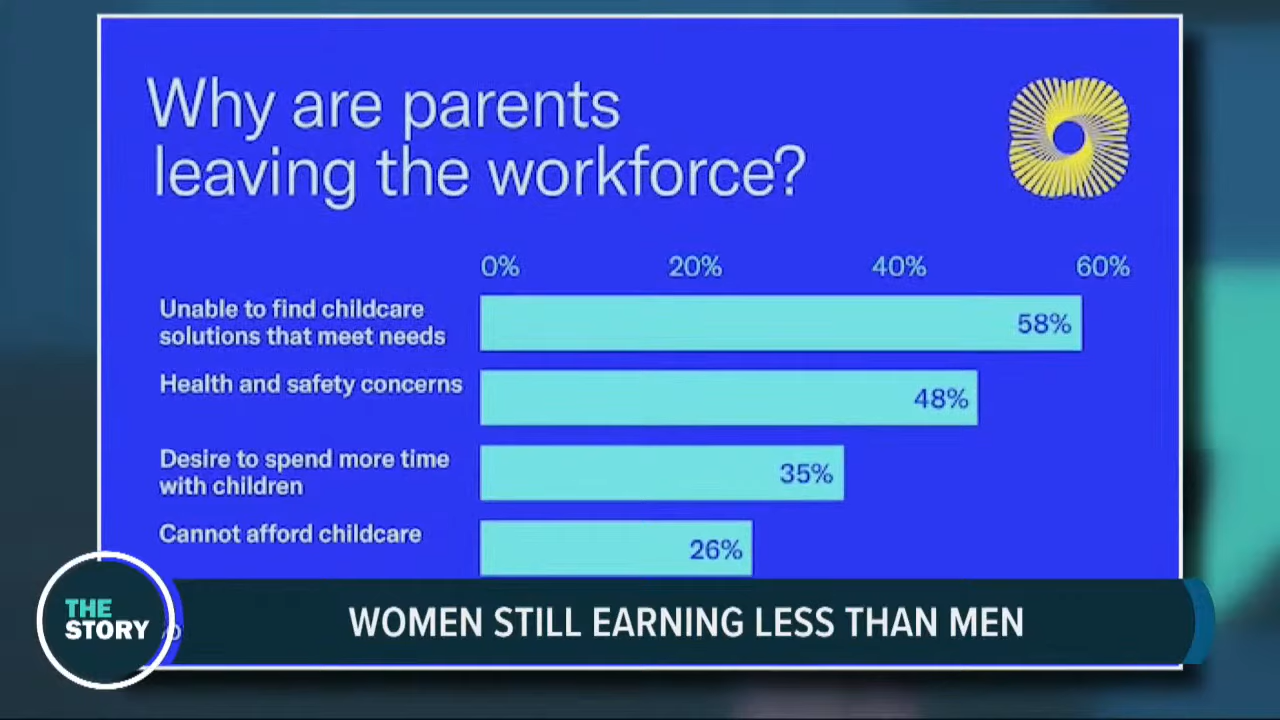 Why are parents
leaving the workforce?
0% 20% 40% 60%
Unable to find childcare
solutions that meet needs
58%
Health and safety concerns
48%
Desire to spend more time
with children
35%
Cannot afford childcare
26%
THE
STORY
WOMEN STILL EARNING LESS THAN MEN